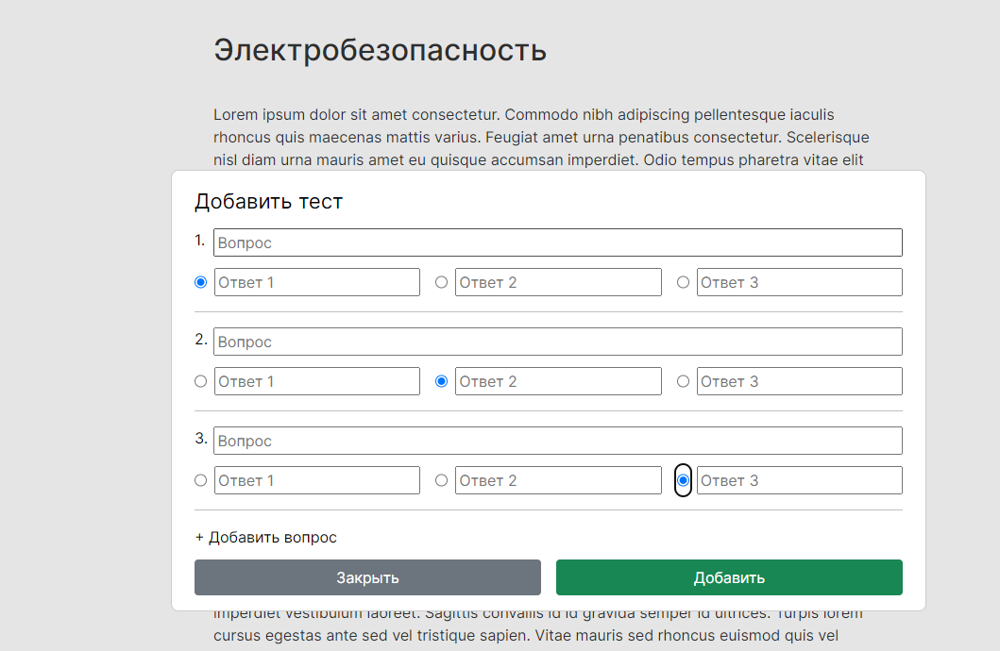 Электробезопасность
Lorem ipsum dolor sit amet consectetur. Commodo nibh adipiscing pellentesque iaculis
rhoncus quis maecenas mattis varius. Feugiat amet urna penatibus consectetur. Scelerisque
nisl diam urna mauris amet eu quisque accumsan imperdiet. Odio tempus pharetra vitae elit
Добавить тест
1. Вопрос
Ответ 1 Ответ 2 Ответ 3
2. Вопрос
Ответ 1 Ответ 2 Ответ 3
3. Вопрос
Ответ 1 Ответ 2 Ответ 3
+ Добавить вопрос
Закрыть Добавить
imperdiet vestibulum laoreet. Sagittis convallis id id gravida semper id ultrices. Turpis lorem
cursus egestas ante sed vel tristique sapien. Vitae mauris sed rhoncus euismod quis vel